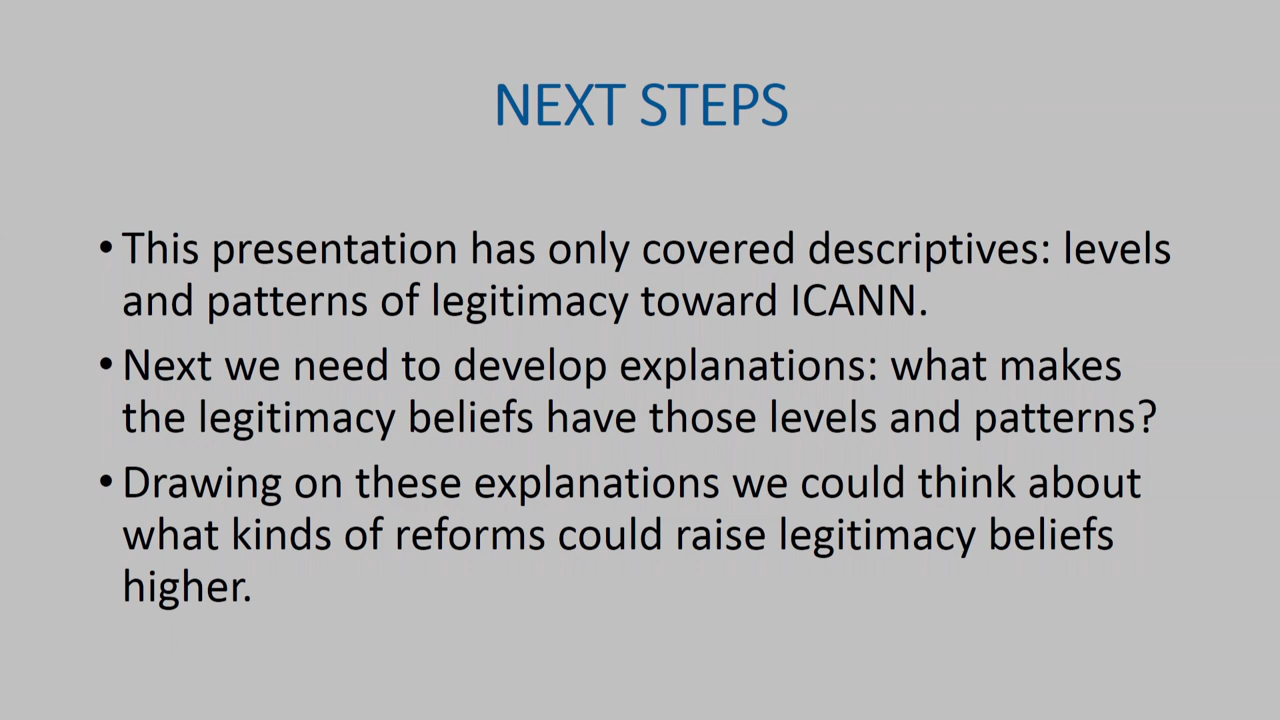 NEXT STEPS
• This presentation has only covered descriptives: levels
and patterns of legitimacy toward ICANN.
• Next we need to develop explanations: what makes
the legitimacy beliefs have those levels and patterns?
• Drawing on these explanations we could think about
what kinds of reforms could raise legitimacy beliefs
higher.